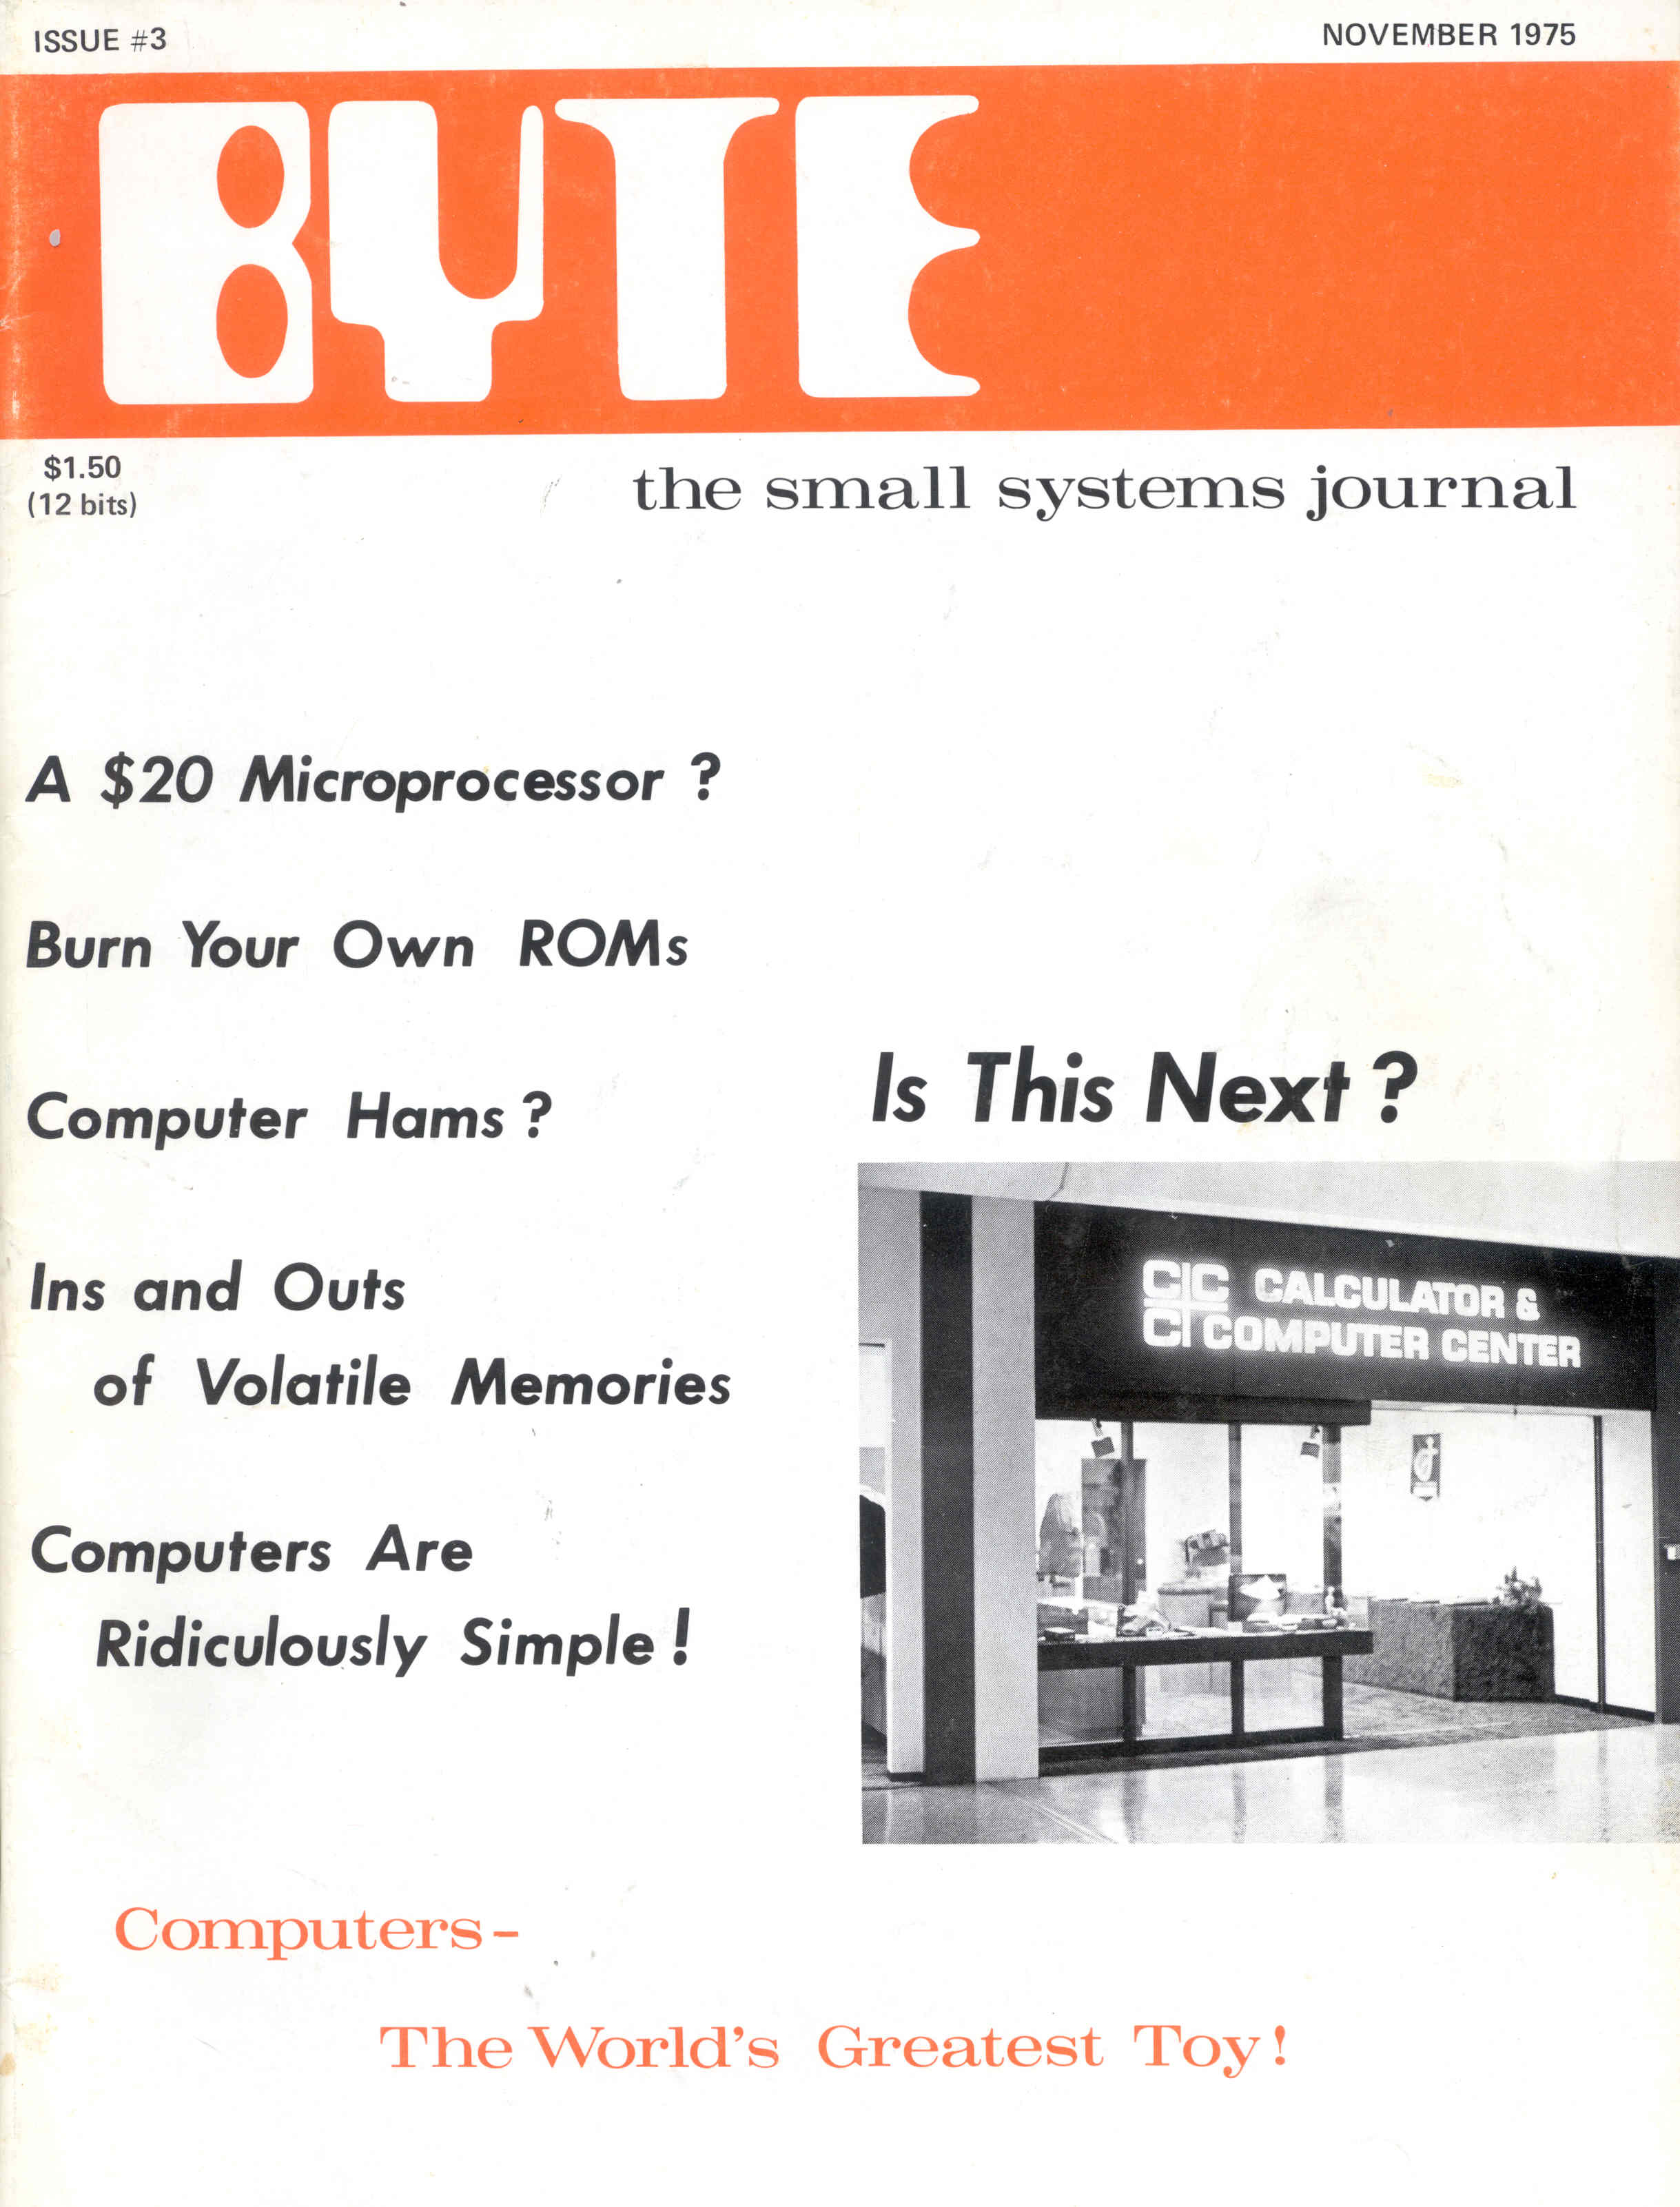 ISSUE #3
NOVEMBER 1975
BYTE
$1.50
(12 bits)
the small systems journal
A $20 Microprocessor ?
Burn Your Own ROMs
Computer Hams ?
Ins and Outs
of Volatile Memories
Computers Are
Ridiculously Simple !
Is This Next ?
CALCULATOR &
COMPUTER CENTER
Computers –
The World's Greatest Toy !